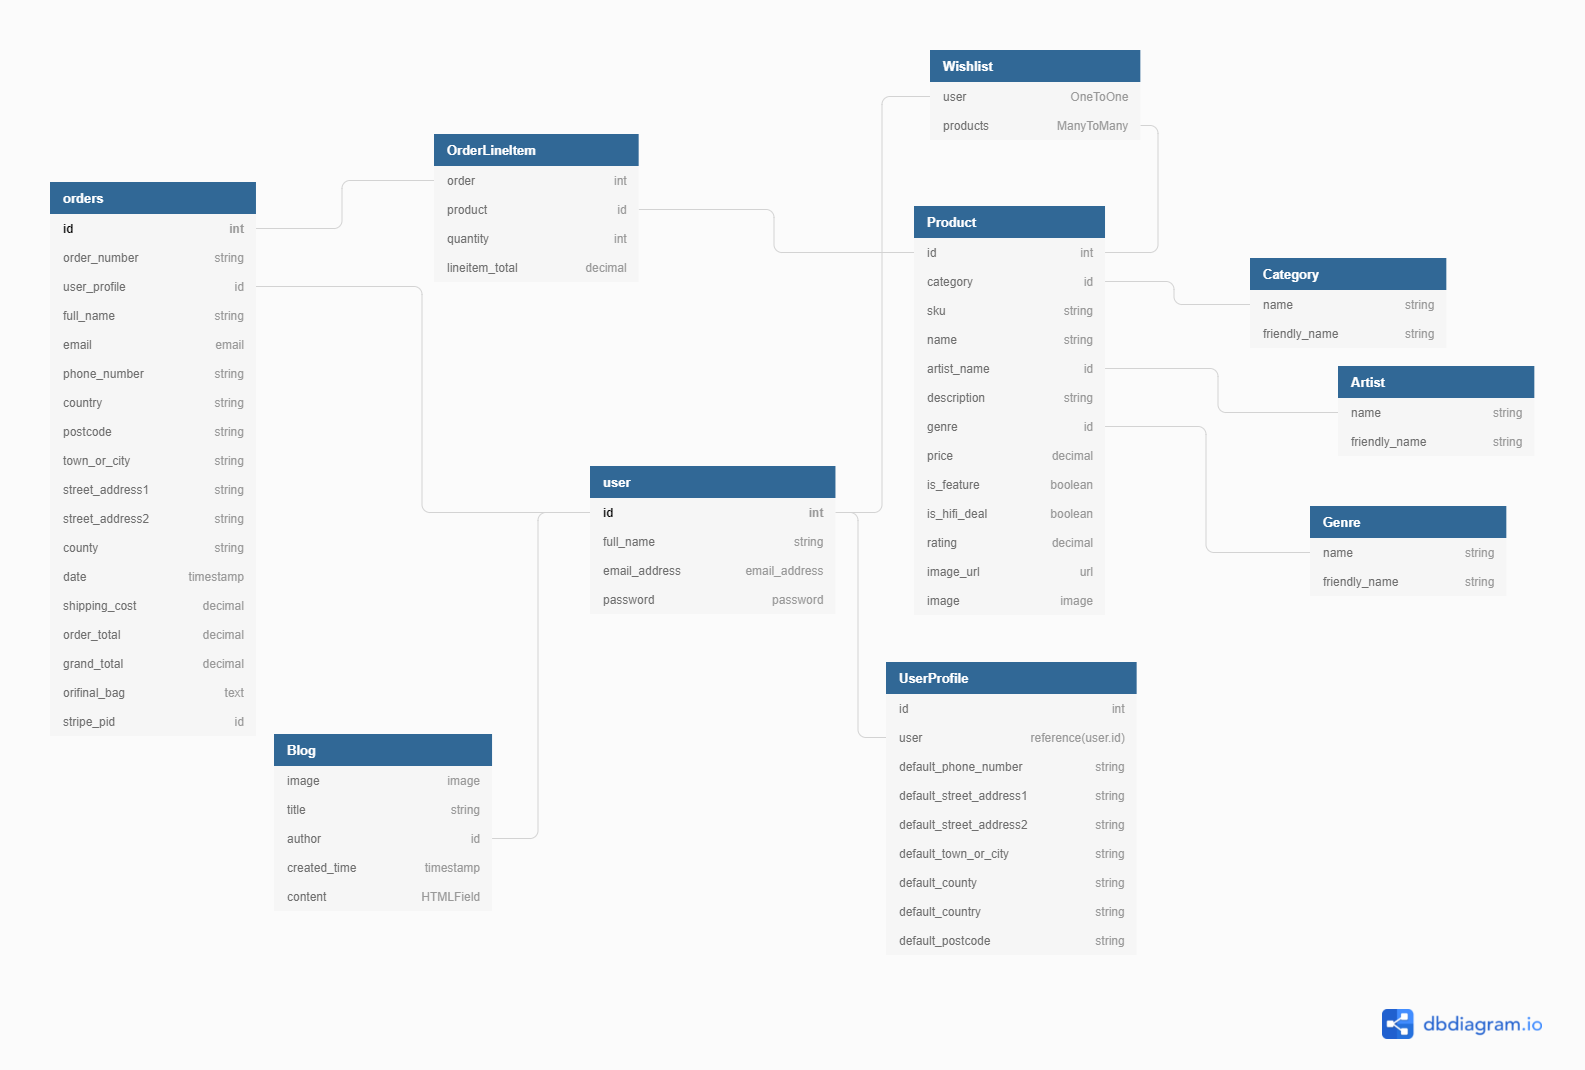 Wishlist
user OneToOne
products ManyToMany
OrderLineItem
order int
product id
quantity int
lineitem_total decimal
orders
id int
order_number string
user_profile id
full_name string
email email
phone_number string
country string
postcode string
town_or_city string
street_address1 string
street_address2 string
county string
date timestamp
shipping_cost decimal
order_total decimal
grand_total decimal
orifinal_bag text
stripe_pid id
Product
id int
category id
sku string
name string
artist_name id
description string
genre id
price decimal
is_feature boolean
is_hifi_deal boolean
rating decimal
image_url url
image image
Category
name string
friendly_name string
Artist
name string
friendly_name string
Genre
name string
friendly_name string
user
id int
full_name string
email_address email_address
password password
UserProfile
id int
user reference(user.id)
default_phone_number string
default_street_address1 string
default_street_address2 string
default_town_or_city string
default_county string
default_country string
default_postcode string
Blog
image image
title string
author id
created_time timestamp
content HTMLField
dbdiagram.io